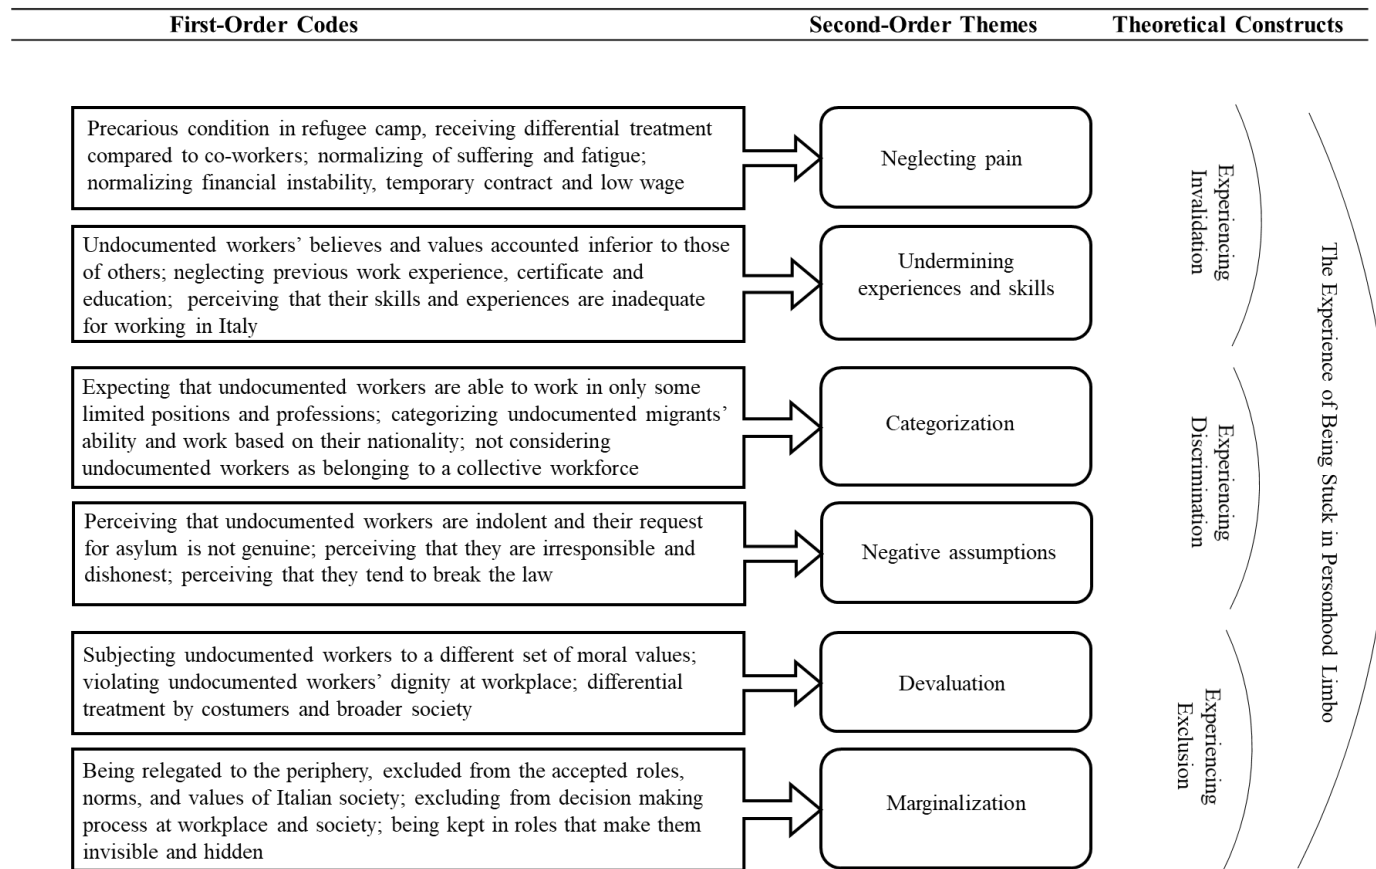 First-Order Codes
Second-Order Themes
Theoretical Constructs
Precarious condition in refugee camp, receiving differential treatment
compared to co-workers; normalizing of suffering and fatigue;
normalizing financial instability, temporary contract and low wage
Neglecting pain
Undocumented workers’ believes and values accounted inferior to those
of others; neglecting previous work experience, certificate and
education; perceiving that their skills and experiences are inadequate
for working in Italy
Undermining
experiences and skills
Experiencing
Invalidation
Expecting that undocumented workers are able to work in only some
limited positions and professions; categorizing undocumented migrants’
ability and work based on their nationality; not considering
undocumented workers as belonging to a collective workforce
Categorization
Perceiving that undocumented workers are indolent and their request
for asylum is not genuine; perceiving that they are irresponsible and
dishonest; perceiving that they tend to break the law
Negative assumptions
Experiencing
Discrimination
Subjecting undocumented workers to a different set of moral values;
violating undocumented workers’ dignity at workplace; differential
treatment by costumers and broader society
Devaluation
Being relegated to the periphery, excluded from the accepted roles,
norms, and values of Italian society; excluding from decision making
process at workplace and society; being kept in roles that make them
invisible and hidden
Marginalization
Experiencing
Exclusion
The Experience of Being Stuck in Personhood Limbo